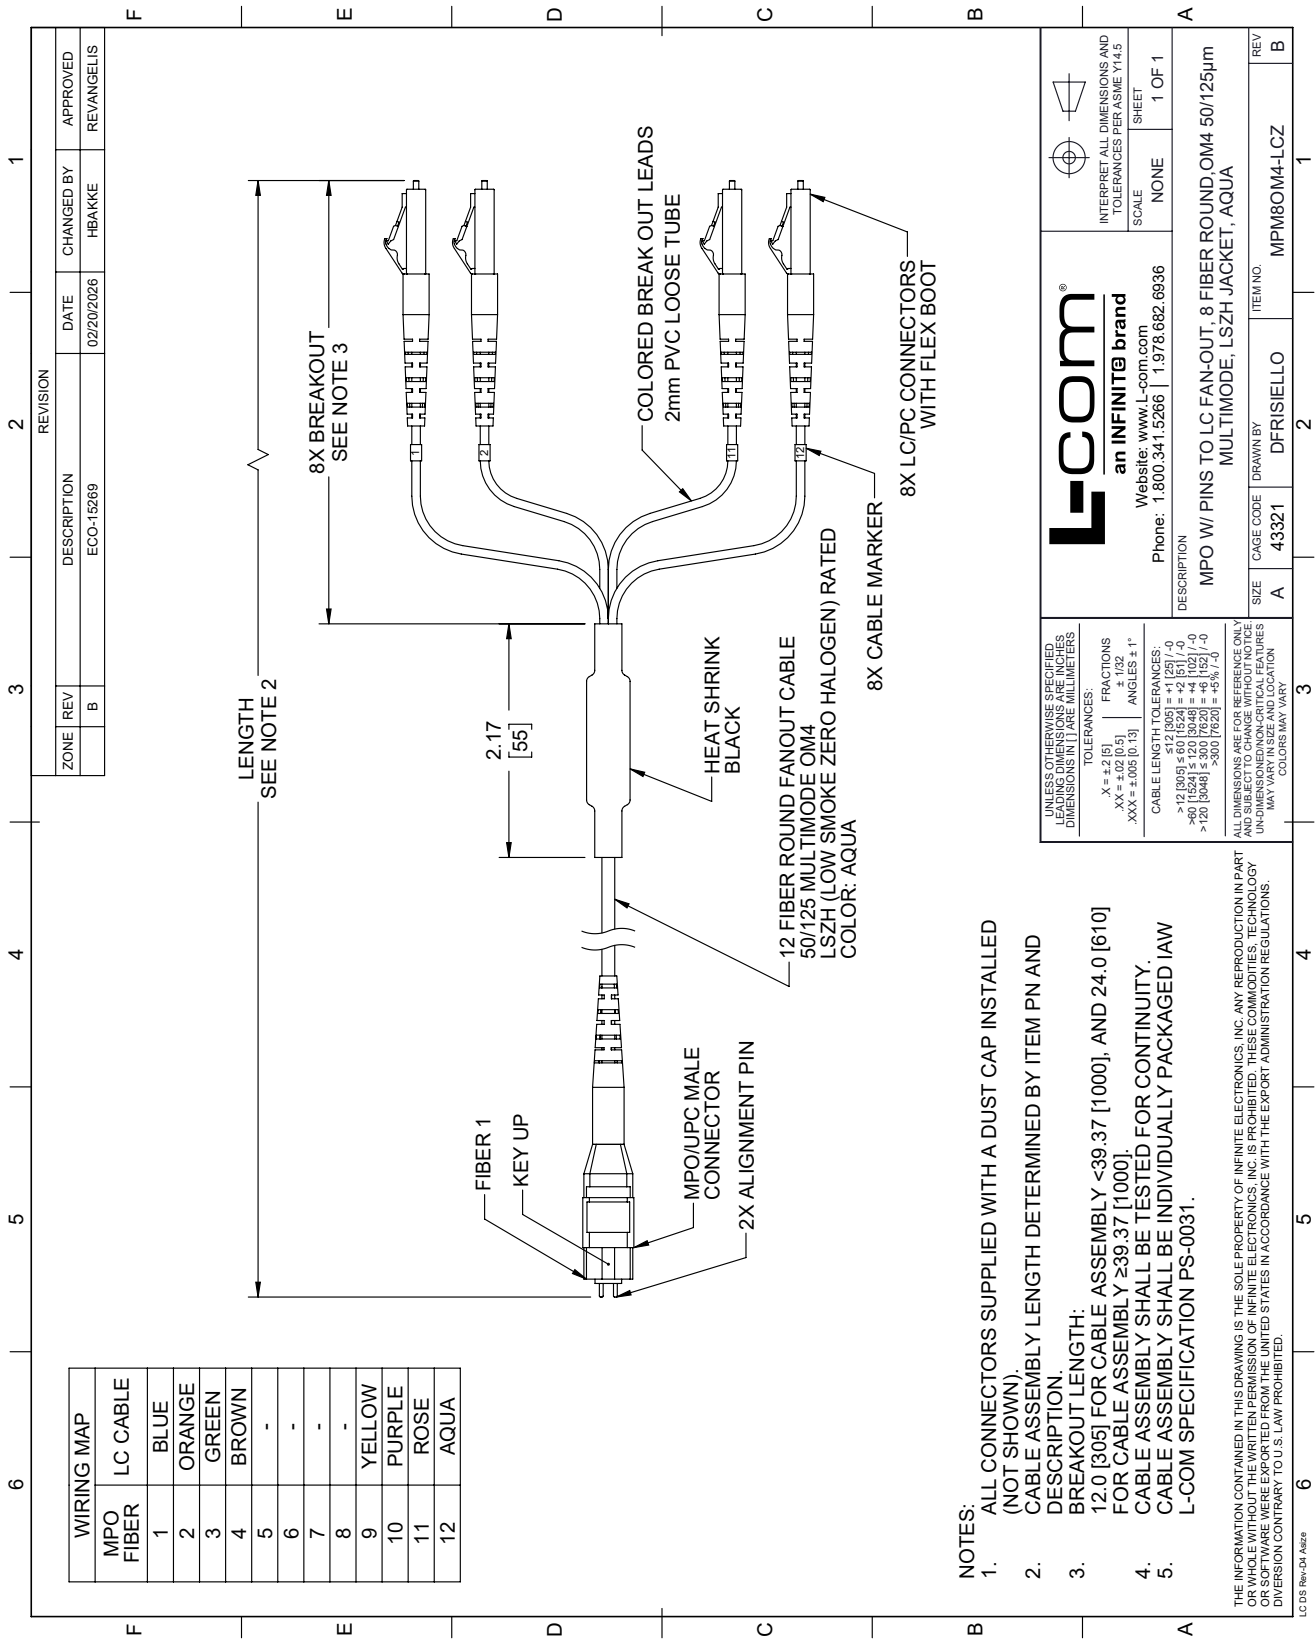 6 5 4 3 2 1
F E D C B A
REVISION
ZONE REV DESCRIPTION DATE CHANGED BY APPROVED
B ECO-15269 02/20/2026 HBAKKE REVANGELIS
WIRING MAP
MPO FIBER LC CABLE
1 BLUE
2 ORANGE
3 GREEN
4 BROWN
5 -
6 -
7 -
8 -
9 YELLOW
10 PURPLE
11 ROSE
12 AQUA
LENGTH
SEE NOTE 2
8X BREAKOUT
SEE NOTE 3
2.17
[55]
FIBER 1
KEY UP
MPO/UPC MALE
CONNECTOR
2X ALIGNMENT PIN
HEAT SHRINK
BLACK
12 FIBER ROUND FANOUT CABLE
50/125 MULTIMODE OM4
LSZH (LOW SMOKE ZERO HALOGEN) RATED
COLOR: AQUA
1
2
11
12
COLORED BREAK OUT LEADS
2mm PVC LOOSE TUBE
8X CABLE MARKER
8X LC/PC CONNECTORS
WITH FLEX BOOT
NOTES:
1. ALL CONNECTORS SUPPLIED WITH A DUST CAP INSTALLED
(NOT SHOWN).
2. CABLE ASSEMBLY LENGTH DETERMINED BY ITEM PN AND
DESCRIPTION.
3. BREAKOUT LENGTH:
12.0 [305] FOR CABLE ASSEMBLY <39.37 [1000], AND 24.0 [610]
FOR CABLE ASSEMBLY ≥39.37 [1000].
4. CABLE ASSEMBLY SHALL BE TESTED FOR CONTINUITY.
5. CABLE ASSEMBLY SHALL BE INDIVIDUALLY PACKAGED IAW
L-COM SPECIFICATION PS-0031.
THE INFORMATION CONTAINED IN THIS DRAWING IS THE SOLE PROPERTY OF INFINITE ELECTRONICS, INC. ANY REPRODUCTION IN PART
OR WHOLE WITHOUT THE WRITTEN PERMISSION OF INFINITE ELECTRONICS, INC. IS PROHIBITED. THESE COMMODITIES, TECHNOLOGY
OR SOFTWARE WERE EXPORTED FROM THE UNITED STATES IN ACCORDANCE WITH THE EXPORT ADMINISTRATION REGULATIONS.
DIVERSION CONTRARY TO U.S. LAW PROHIBITED.
UNLESS OTHERWISE SPECIFIED
LEADING DIMENSIONS ARE INCHES
DIMENSIONS IN [ ] ARE MILLIMETERS
TOLERANCES:
.X = ±.2 [5] FRACTIONS
.XX = ±.02 [0.5] ± 1/32
.XXX = ±.005 [0.13] ANGLES ± 1°
CABLE LENGTH TOLERANCES:
≤12 [305] = +1 [25] / -0
>12 [305] ≤ 60 [1524] = +2 [51] / -0
>60 [1524] ≤ 120 [3048] = +4 [102] / -0
>120 [3048] ≤ 300 [7620] = +6 [152] / -0
>300 [7620] = +5% / -0
ALL DIMENSIONS ARE FOR REFERENCE ONLY
AND SUBJECT TO CHANGE WITHOUT NOTICE.
UN-DIMENSIONED/NON-CRITICAL FEATURES
MAY VARY IN SIZE AND LOCATION
COLORS MAY VARY
L-com®
an INFINITE brand
Website: www.L-com.com
Phone: 1.800.341.5266 | 1.978.682.6936
INTERPRET ALL DIMENSIONS AND
TOLERANCES PER ASME Y14.5
SCALE NONE SHEET 1 OF 1
DESCRIPTION
MPO W/ PINS TO LC FAN-OUT, 8 FIBER ROUND,OM4 50/125µm
MULTIMODE, LSZH JACKET, AQUA
SIZE A CAGE CODE 43321 DRAWN BY DFRISIELLO ITEM NO. MPM8OM4-LCZ REV B
F E D C B A
6 5 4 3 2 1
LC DS Rev-D4 Asize